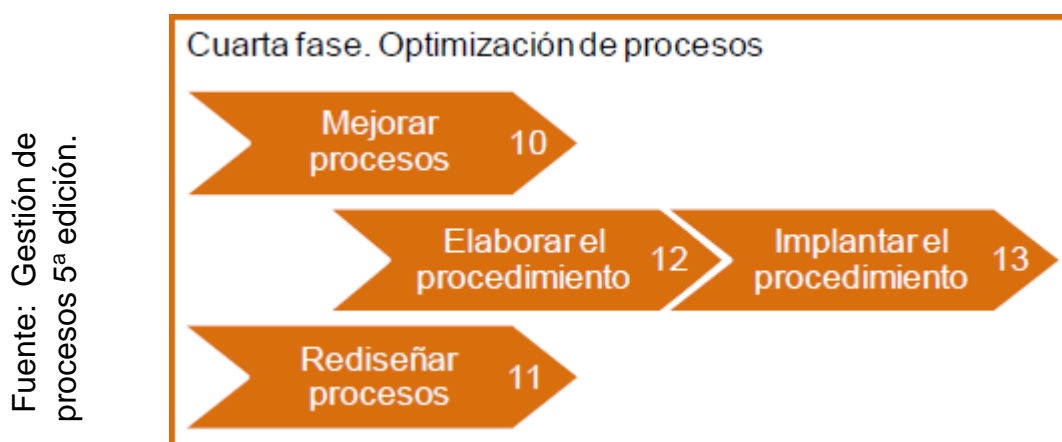 Cuarta fase. Optimización de procesos
Mejorar
procesos
10
Elaborar el
procedimiento
12
Implantar el
procedimiento
13
Rediseñar
procesos
11
Fuente: Gestión de
procesos 5ª edición.